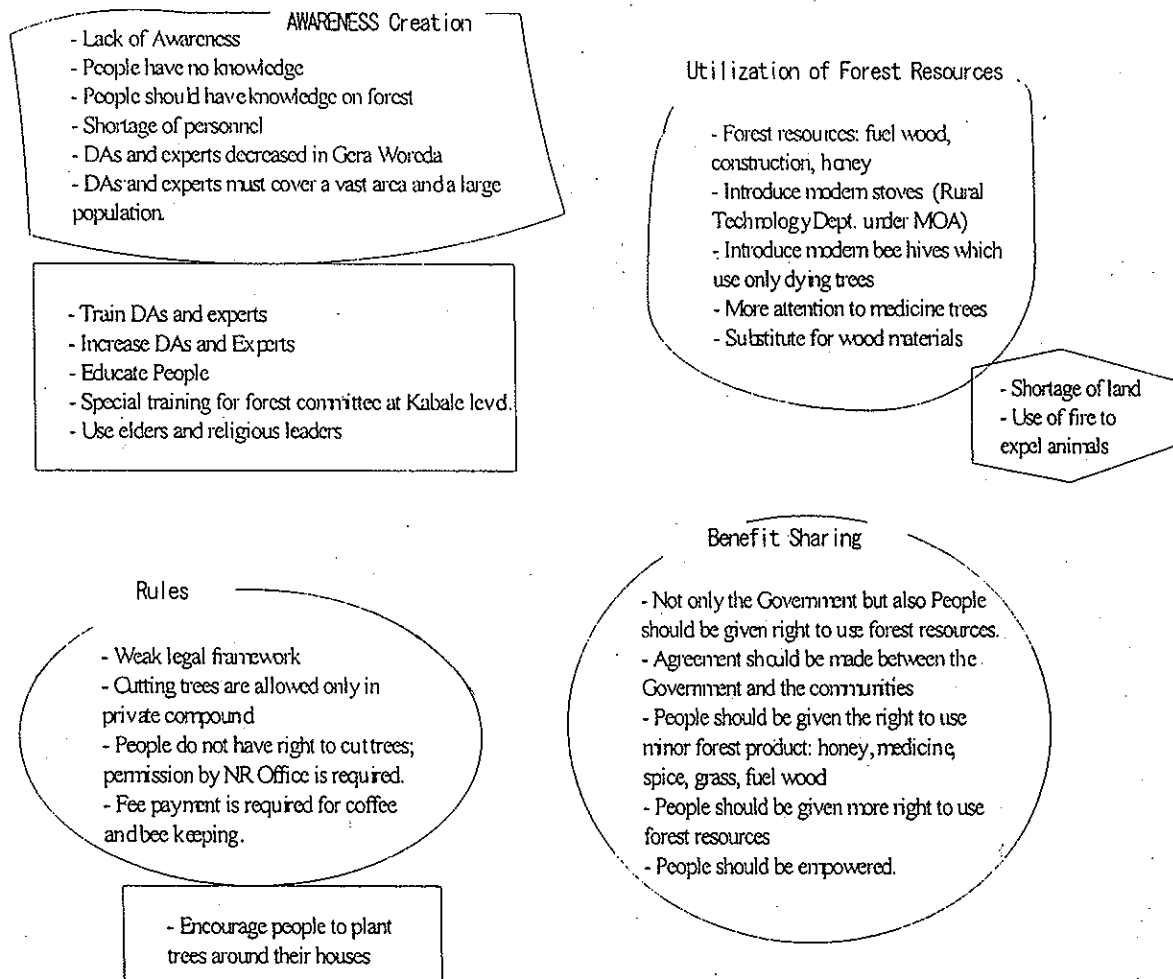 AWARENESS Creation
- Lack of Awareness
- People have no knowledge
- People should have knowledge on forest
- Shortage of personnel
- DAs and experts decreased in Gera Woreda
- DAs and experts must cover a vast area and a large
population.
- Train DAs and experts
- Increase DAs and Experts
- Educate People
- Special training for forest committee at Kabale level.
- Use elders and religious leaders
Utilization of Forest Resources
- Forest resources: fuel wood,
construction, honey
- Introduce modern stoves (Rural
Technology Dept. under MOA)
- Introduce modern bee hives which
use only dying trees
- More attention to medicine trees
- Substitute for wood materials
- Shortage of land
- Use of fire to
expel animals
Rules
- Weak legal framework
- Cutting trees are allowed only in
private compound
- People do not have right to cut trees;
permission by NR Office is required.
- Fee payment is required for coffee
and bee keeping.
- Encourage people to plant
trees around their houses
Benefit Sharing
- Not only the Government but also People
should be given right to use forest resources.
- Agreement should be made between the
Government and the communities
- People should be given the right to use
minor forest product: honey, medicine,
spice, grass, fuel wood
- People should be given more right to use
forest resources
- People should be empowered.